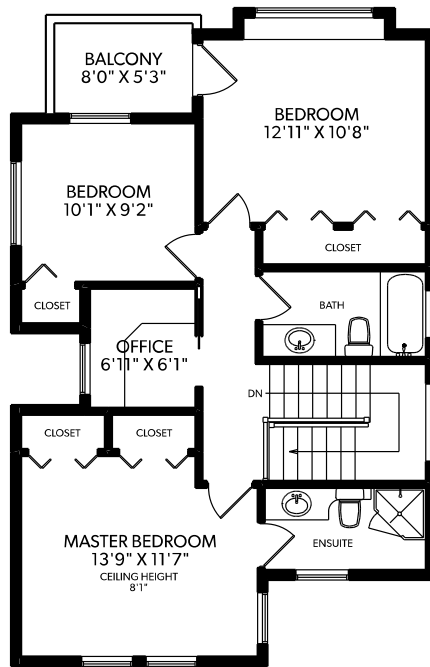 BALCONY
8'0" X 5'3"
BEDROOM
12'11" X 10'8"
BEDROOM
10'1" X 9'2"
CLOSET
CLOSET
BATH
OFFICE
6'11" X 6'1"
DN
CLOSET
CLOSET
MASTER BEDROOM
13'9" X 11'7"
CEILING HEIGHT
8'1"
ENSUITE